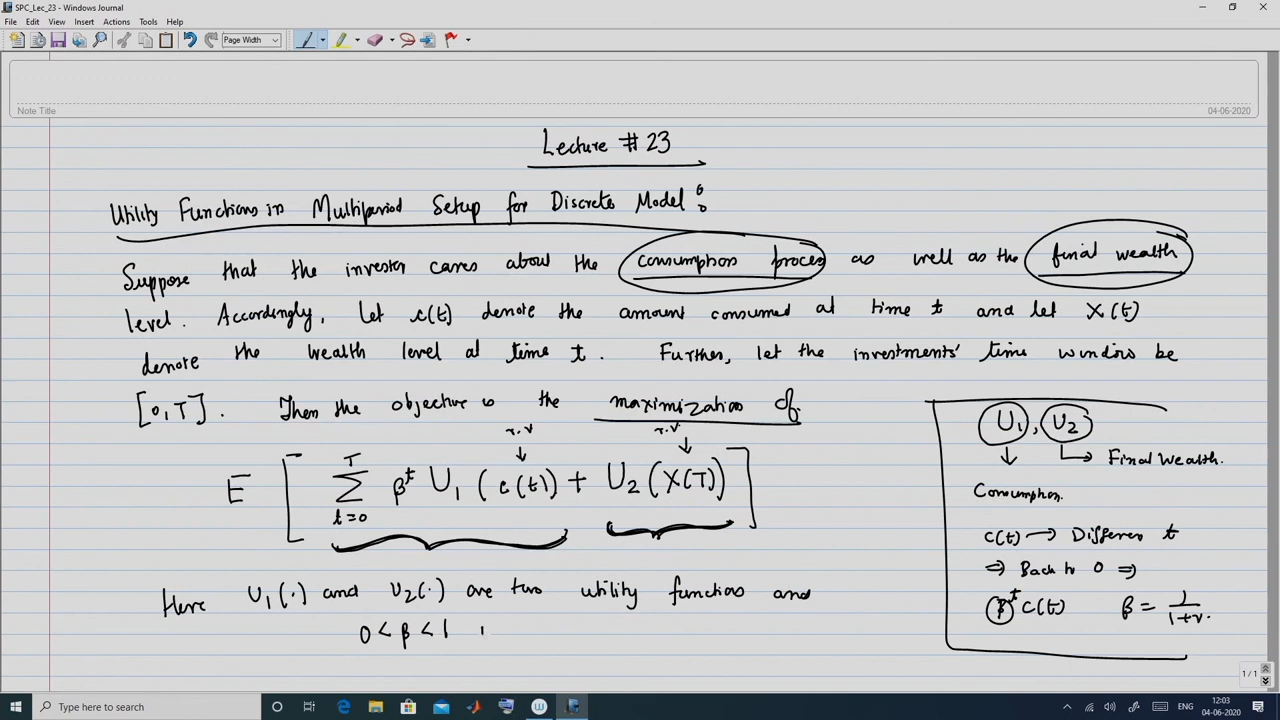 SPC_Lec_23 - Windows Journal
File Edit View Insert Actions Tools Help
Page Width
Note Title
04-06-2020
Lecture # 23
Utility Functions in Multiperiod Setup for Discrete Model :
Suppose that the investor cares about the consumption process as well as the final wealth
level. Accordingly, let c(t) denote the amount consumed at time t and let X(t)
denote the wealth level at time t. Further, let the investments' time window be
[0,T]. Then the objective is the maximization of
r.v r.v
E [ T Σ t=0 β^t U₁ (c(t)) + U₂ (X(T)) ]
Here U₁(·) and U₂(·) are two utility functions and
0 < β < 1
U₁, U₂
↓ → Final wealth.
Consumption.
c(t) → Different t
⇒ Back to 0 ⇒
β^t c(t) β = 1/(1+r).
1 / 1
Type here to search
12:03
04-06-2020